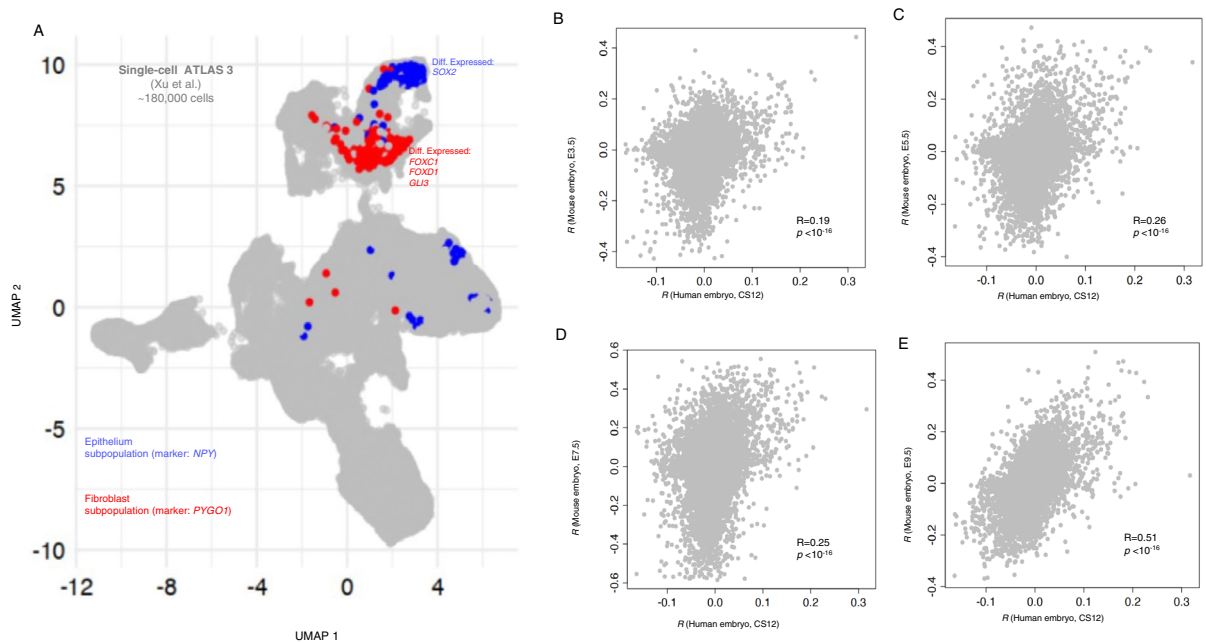 A
Single-cell ATLAS 3
(Xu et al.)
~180,000 cells
Diff. Expressed:
SOX2
Diff. Expressed:
FOXC1
FOXD1
GLI3
Epithelium
subpopulation (marker: NPY)
Fibroblast
subpopulation (marker: PYGO1)
10
5
0
-5
-10
-12
-8
-4
0
4
UMAP 2
UMAP 1
B
0.4
0.2
0.0
-0.2
-0.4
R (Mouse embryo, E3.5)
R=0.19
p <10-16
-0.1
0.0
0.1
0.2
0.3
R (Human embryo, CS12)
C
0.4
0.2
0.0
-0.2
-0.4
R (Mouse embryo, E5.5)
R=0.26
p <10-16
-0.1
0.0
0.1
0.2
0.3
R (Human embryo, CS12)
D
0.6
0.4
0.2
0.0
-0.2
-0.4
-0.6
R (Mouse embryo, E7.5)
R=0.25
p <10-16
-0.1
0.0
0.1
0.2
0.3
R (Human embryo, CS12)
E
0.4
0.2
0.0
-0.2
-0.4
R (Mouse embryo, E9.5)
R=0.51
p <10-16
-0.1
0.0
0.1
0.2
0.3
R (Human embryo, CS12)